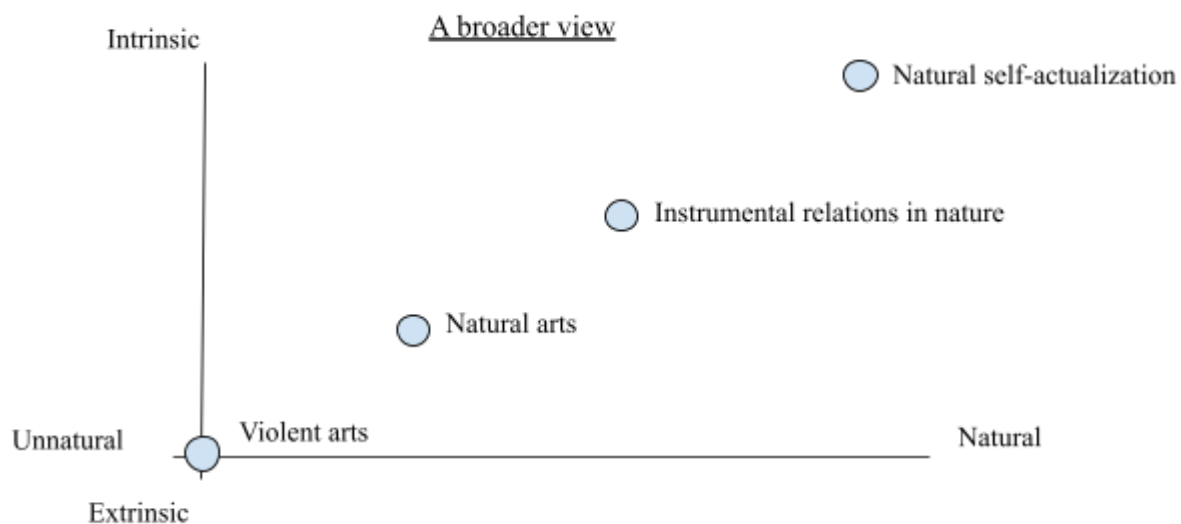 A broader view
Intrinsic
Natural self-actualization
Instrumental relations in nature
Natural arts
Violent arts
Unnatural
Natural
Extrinsic